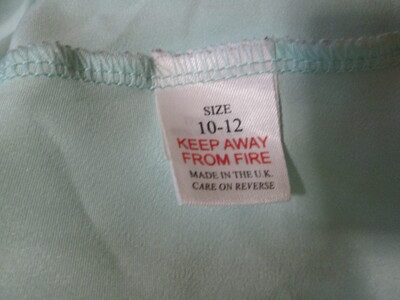 SIZE
10-12
KEEP AWAY
FROM FIRE
MADE IN THE U.K.
CARE ON REVERSE